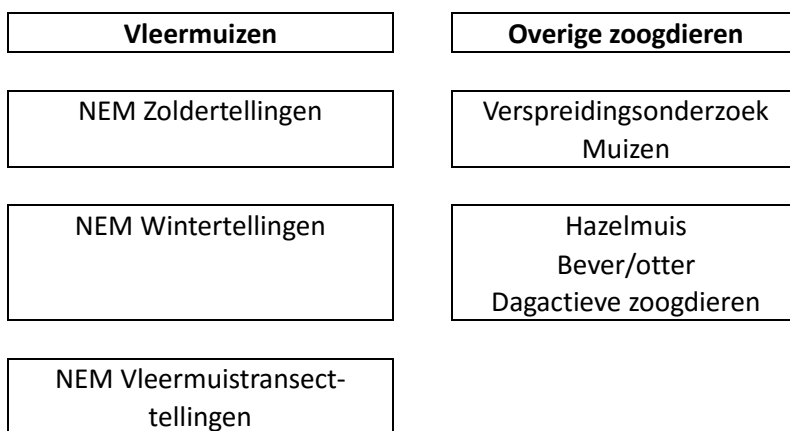 Vleermuizen
Overige zoogdieren
NEM Zoldertellingen
Verspreidingsonderzoek
Muizen
NEM Wintertellingen
Hazelmuis
Bever/otter
Dagactieve zoogdieren
NEM Vleermuistransect-
tellingen